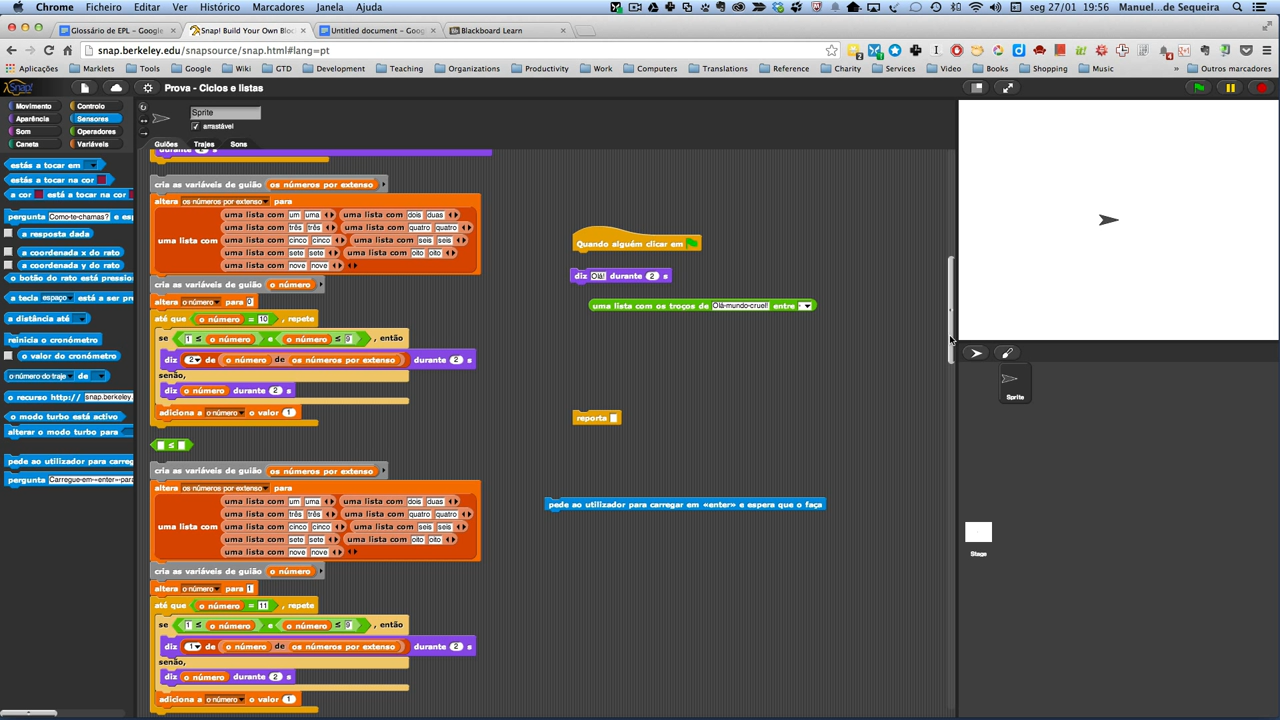 Chrome Ficheiro Editar Ver Histórico Marcadores Janela Ajuda seg 27/01 19:56 Manuel...de Sequeira
Glossário de EPL – Google Snap! Build Your Own Bloc Untitled document – Google Blackboard Learn
snap.berkeley.edu/snapsource/snap.html#lang=pt
Aplicações Marklets Tools Google Wiki GTD Development Teaching Organizations Productivity Work Computers Translations Reference Charity Services Video Books Shopping Music » Outros marcadores
Prova - Ciclos e listas
Movimento Controlo
Aparência Sensores
Som Operadores
Caneta Variáveis
Sprite
arrastável
Guiões Trajes Sons
estás a tocar em
estás a tocar na cor
a cor está a tocar na cor
pergunta Como-te-chamas? e es
a resposta dada
a coordenada x do rato
a coordenada y do rato
o botão do rato está pressio
a tecla espaço está a ser pr
a distância até
reinicia o cronómetro
o valor do cronómetro
o número do traje de
o recurso http:// snap.berkeley.
o modo turbo está activo
alterar o modo turbo para
pede ao utilizador para carreg
pergunta Carregue-em-«enter»-para
durante 2 s
cria as variáveis de guião os números por extenso
altera os números por extenso para
uma lista com
uma lista com um uma uma lista com dois duas
uma lista com três três uma lista com quatro quatro
uma lista com cinco cinco uma lista com seis seis
uma lista com sete sete uma lista com oito oito
uma lista com nove nove
cria as variáveis de guião o número
altera o número para 0
até que o número = 10 , repete
se 1 ≤ o número e o número ≤ 9 , então
diz 2 de o número de os números por extenso durante 2 s
senão,
diz o número durante 2 s
adiciona a o número o valor 1
≤
cria as variáveis de guião os números por extenso
altera os números por extenso para
uma lista com
uma lista com um uma uma lista com dois duas
uma lista com três três uma lista com quatro quatro
uma lista com cinco cinco uma lista com seis seis
uma lista com sete sete uma lista com oito oito
uma lista com nove nove
cria as variáveis de guião o número
altera o número para 1
até que o número = 11 , repete
se 1 ≤ o número e o número ≤ 9 , então
diz 1 de o número de os números por extenso durante 2 s
senão,
diz o número durante 2 s
adiciona a o número o valor 1
Quando alguém clicar em
diz Olá! durante 2 s
uma lista com os troços de Olá-mundo-cruel! entre
reporta
pede ao utilizador para carregar em «enter» e espera que o faça
Sprite
Stage